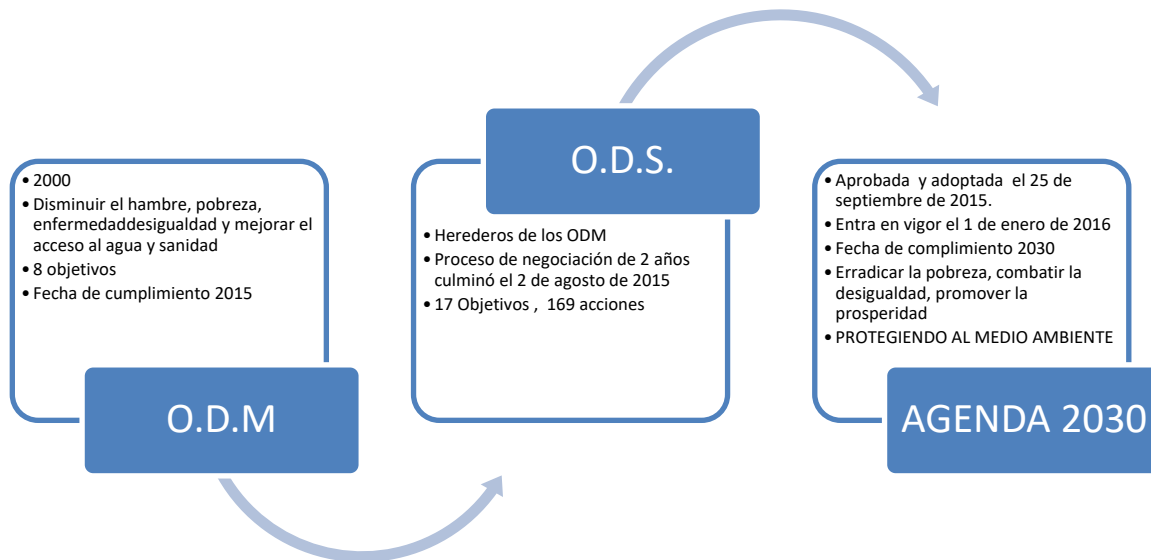 • 2000
• Disminuir el hambre, pobreza,
enfermedaddesigualdad y mejorar el
acceso al agua y sanidad
• 8 objetivos
• Fecha de cumplimiento 2015
O.D.M
O.D.S.
• Herederos de los ODM
• Proceso de negociación de 2 años
culminó el 2 de agosto de 2015
• 17 Objetivos , 169 acciones
• Aprobada y adoptada el 25 de
septiembre de 2015.
• Entra en vigor el 1 de enero de 2016
• Fecha de complimiento 2030
• Erradicar la pobreza, combatir la
desigualdad, promover la
prosperidad
• PROTEGIENDO AL MEDIO AMBIENTE
AGENDA 2030